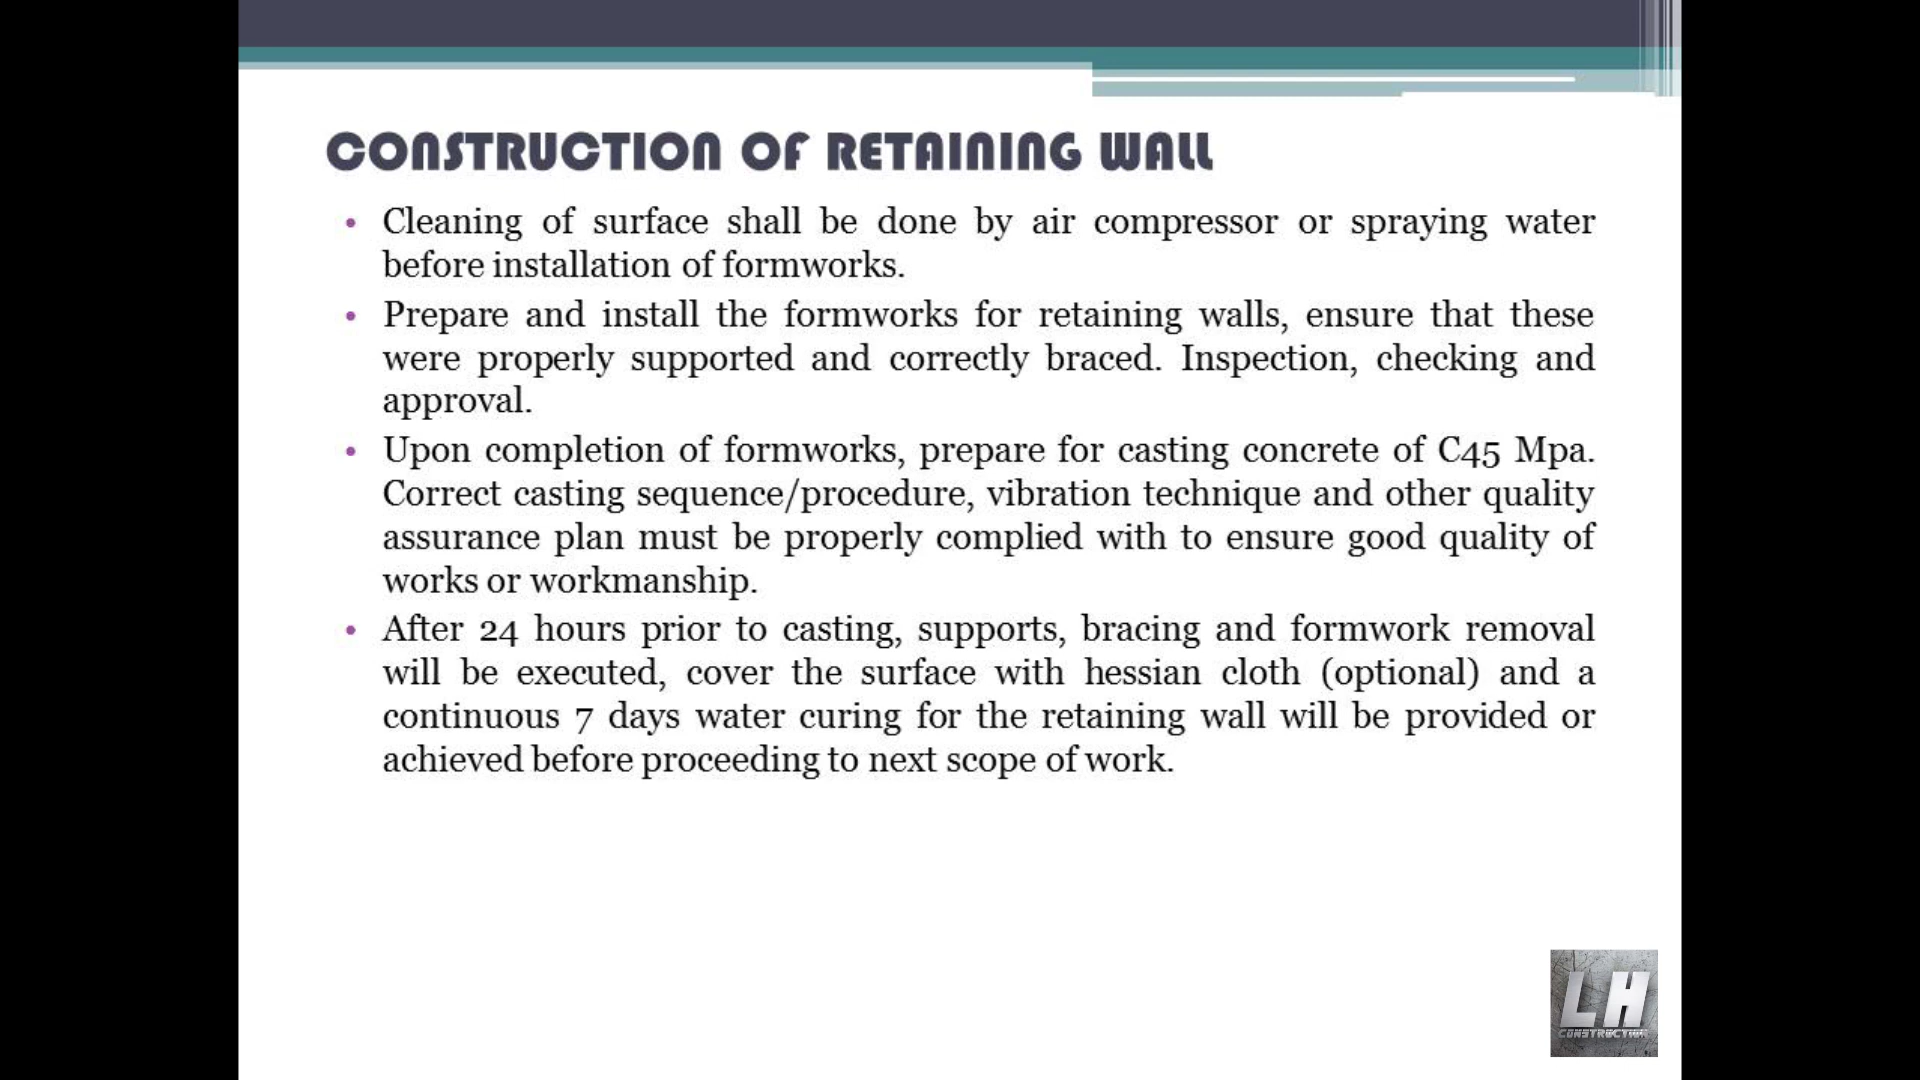 CONSTRUCTION OF RETAINING WALL
• Cleaning of surface shall be done by air compressor or spraying water
before installation of formworks.
• Prepare and install the formworks for retaining walls, ensure that these
were properly supported and correctly braced. Inspection, checking and
approval.
• Upon completion of formworks, prepare for casting concrete of C45 Mpa.
Correct casting sequence/procedure, vibration technique and other quality
assurance plan must be properly complied with to ensure good quality of
works or workmanship.
• After 24 hours prior to casting, supports, bracing and formwork removal
will be executed, cover the surface with hessian cloth (optional) and a
continuous 7 days water curing for the retaining wall will be provided or
achieved before proceeding to next scope of work.
LH
CONSTRUCTION